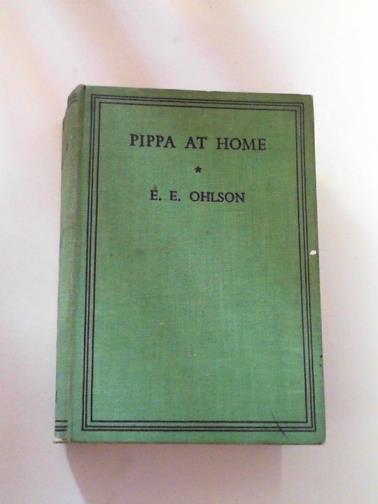 PIPPA AT HOME
*
E. E. OHLSON